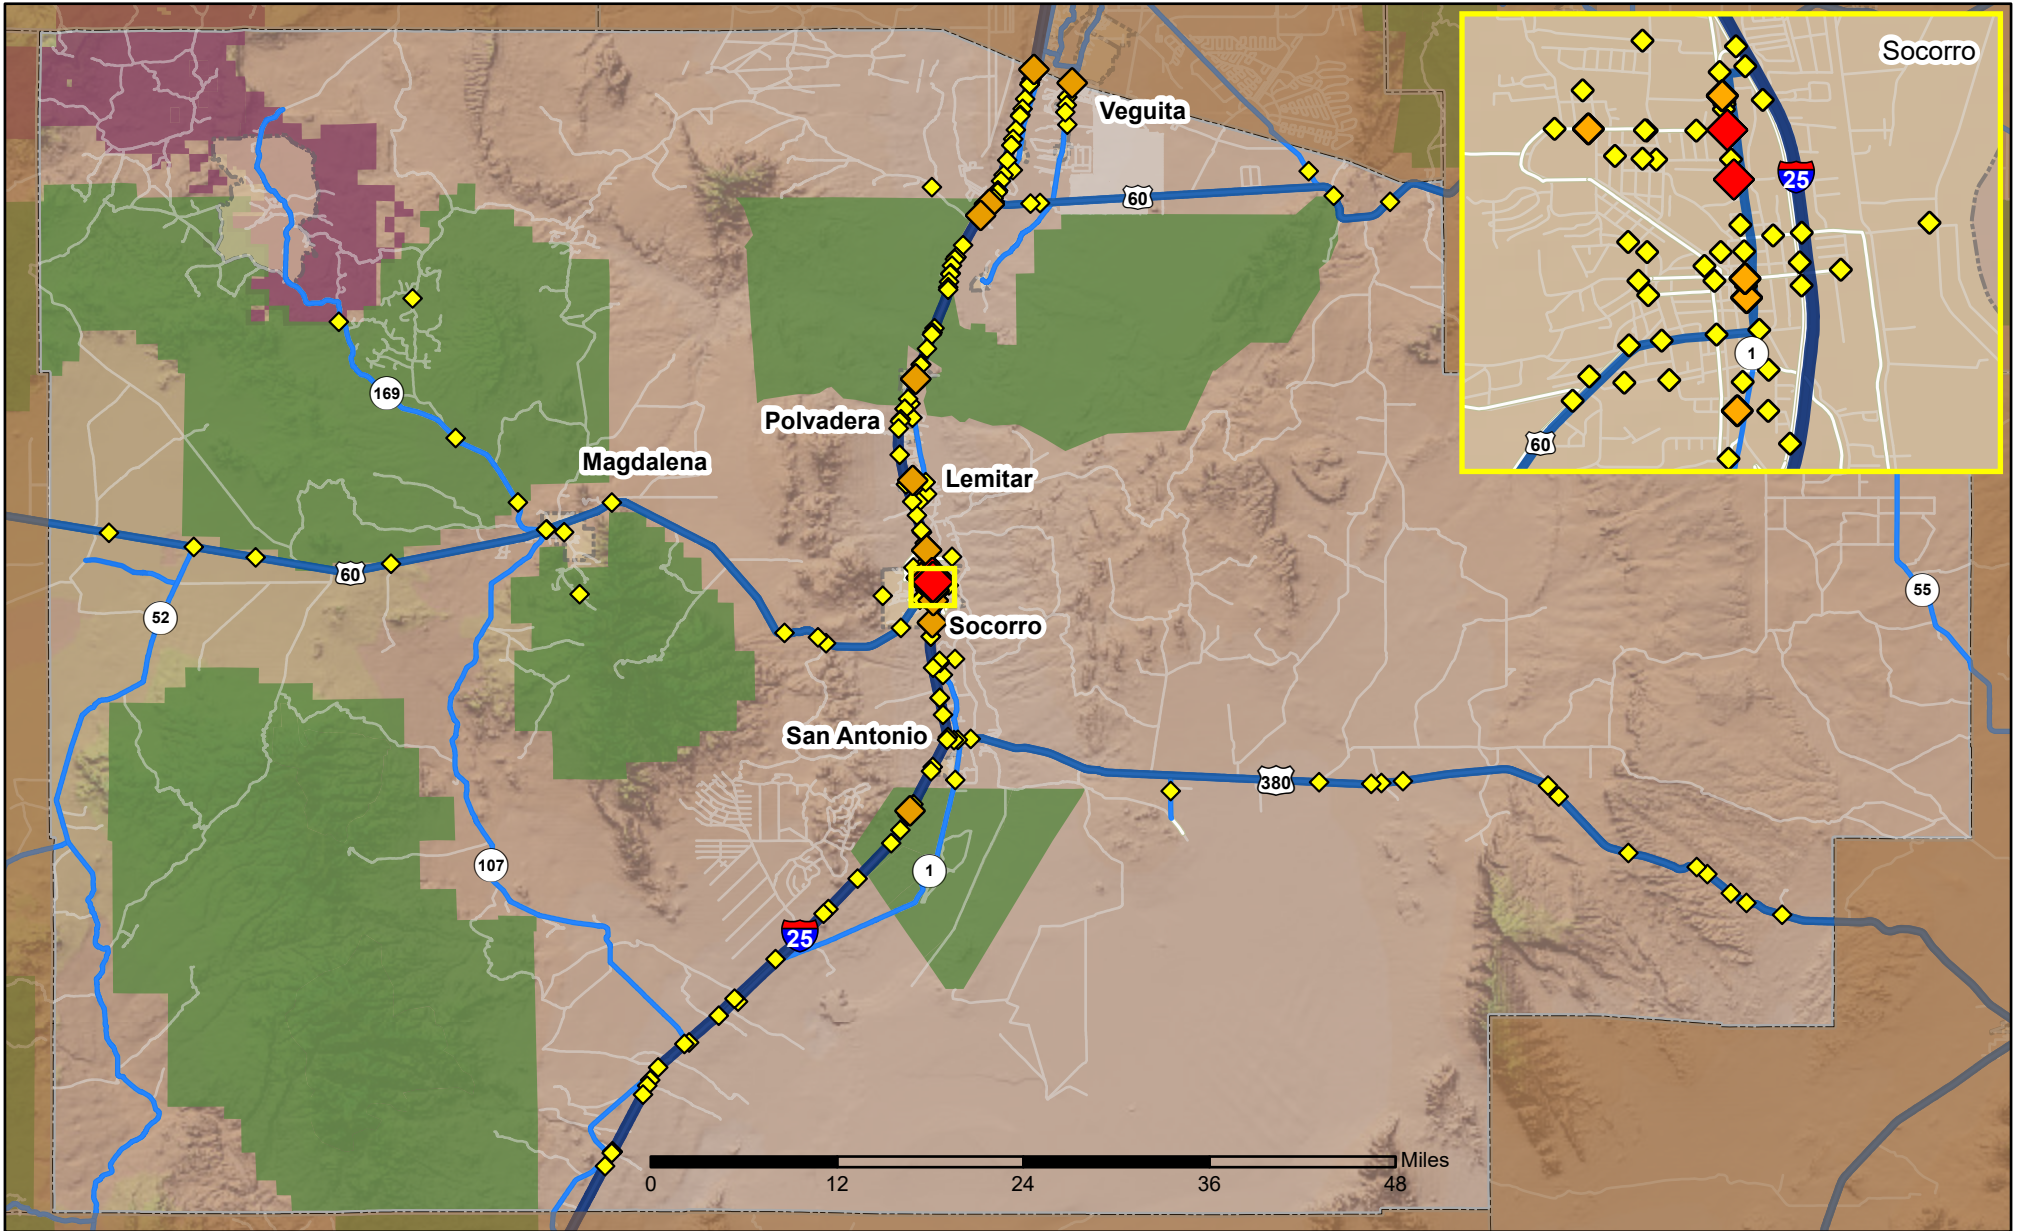 Socorro
25
1
60
Veguita
60
169
Polvadera
Magdalena
Lemitar
60
52
55
Socorro
San Antonio
380
107
1
25
Miles
0 12 24 36 48